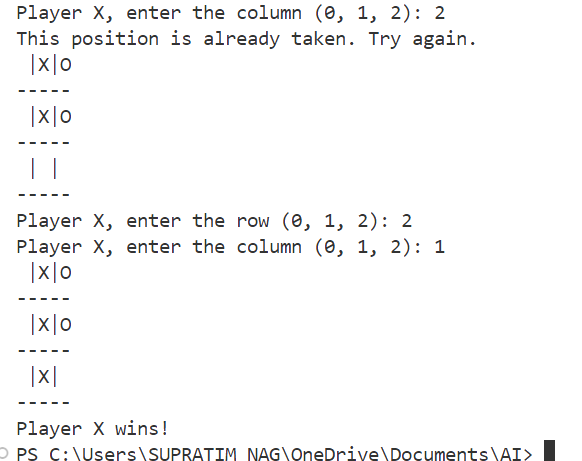 Player X, enter the column (0, 1, 2): 2
This position is already taken. Try again.
 |X|O
-----
 |X|O
-----
 | |
-----
Player X, enter the row (0, 1, 2): 2
Player X, enter the column (0, 1, 2): 1
 |X|O
-----
 |X|O
-----
 |X|
-----
Player X wins!
PS C:\Users\SUPRATIM NAG\OneDrive\Documents\AI>